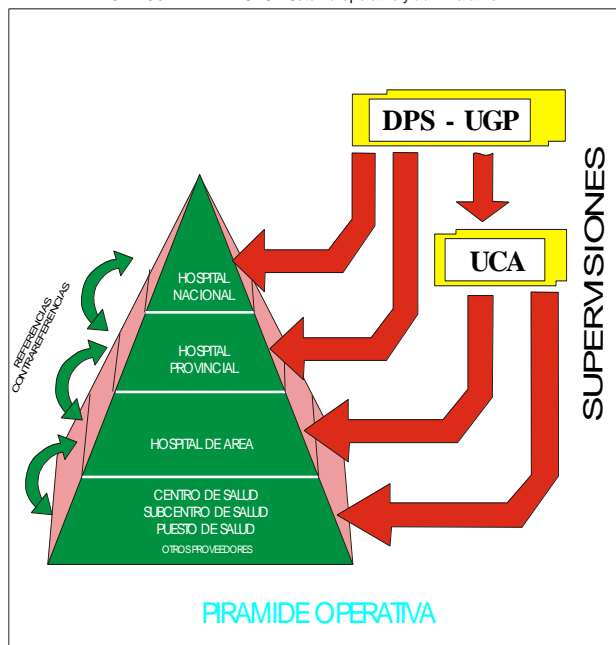 DPS - UGP
UCA
SUPERVISIONES
REFERENCIAS
CONTRAREFERENCIAS
HOSPITAL
NACIONAL
HOSPITAL
PROVINCIAL
HOSPITAL DE AREA
CENTRO DE SALUD
SUBCENTRO DE SALUD
PUESTO DE SALUD
OTROS PROVEEDORES
PIRAMIDE OPERATIVA